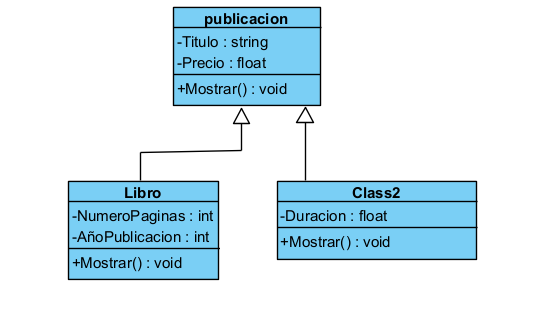 publicacion
-Titulo : string
-Precio : float
+Mostrar() : void
Libro
-NumeroPaginas : int
-AñoPublicacion : int
+Mostrar() : void
Class2
-Duracion : float
+Mostrar() : void